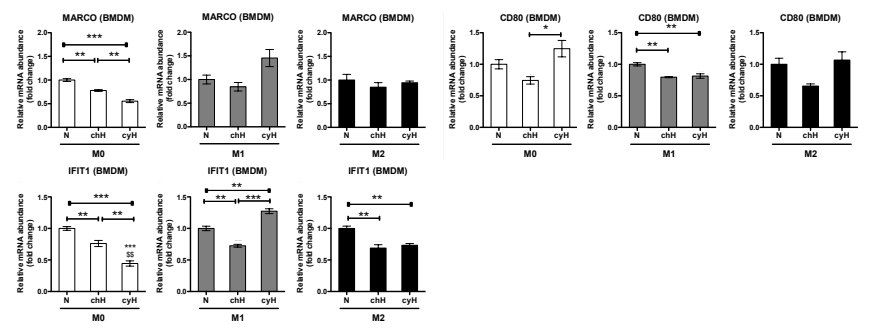 MARCO (BMDM)
Relative mRNA abundance
(fold change)
2.0
1.5
1.0
0.5
0.0
***
** **
N chH cyH
M0
MARCO (BMDM)
Relative mRNA abundance
(fold change)
2.0
1.5
1.0
0.5
0.0
N chH cyH
M1
MARCO (BMDM)
Relative mRNA abundance
(fold change)
2.0
1.5
1.0
0.5
0.0
N chH cyH
M2
CD80 (BMDM)
Relative mRNA abundance
(fold change)
1.5
1.0
0.5
0.0
*
N chH cyH
M0
CD80 (BMDM)
Relative mRNA abundance
(fold change)
1.5
1.0
0.5
0.0
**
**
N chH cyH
M1
CD80 (BMDM)
Relative mRNA abundance
(fold change)
1.5
1.0
0.5
0.0
N chH cyH
M2
IFIT1 (BMDM)
Relative mRNA abundance
(fold change)
1.5
1.0
0.5
0.0
***
** **
***
$$
N chH cyH
M0
IFIT1 (BMDM)
Relative mRNA abundance
(fold change)
1.5
1.0
0.5
0.0
**
** ***
N chH cyH
M1
IFIT1 (BMDM)
Relative mRNA abundance
(fold change)
1.5
1.0
0.5
0.0
**
**
N chH cyH
M2